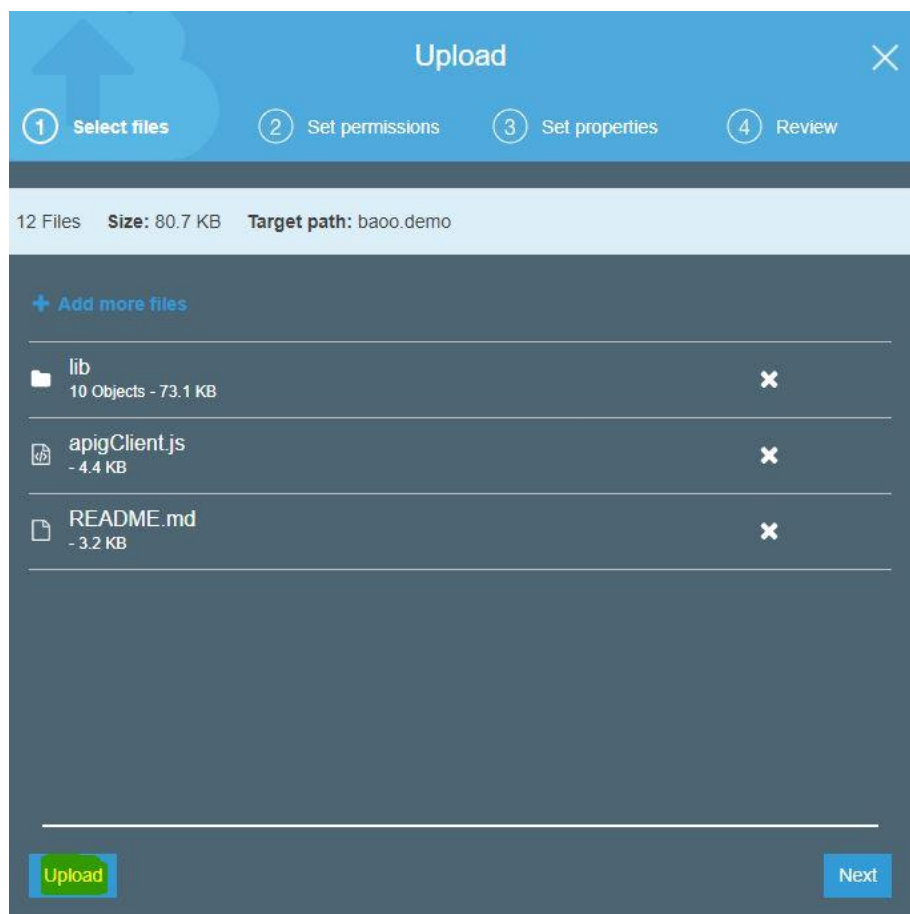 Upload
1 Select files 2 Set permissions 3 Set properties 4 Review
12 Files Size: 80.7 KB Target path: baoo.demo
+ Add more files
lib
10 Objects - 73.1 KB
apigClient.js
- 4.4 KB
README.md
- 3.2 KB
Upload Next